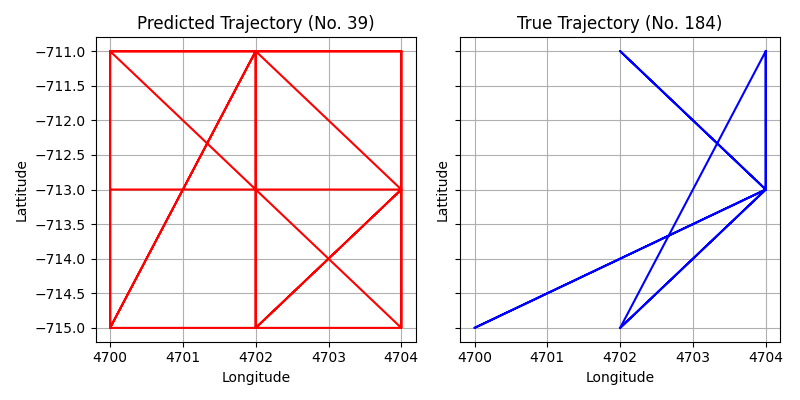 Predicted Trajectory (No. 39)
True Trajectory (No. 184)
−711.0
−711.5
−712.0
−712.5
−713.0
−713.5
−714.0
−714.5
−715.0
Lattitude
Lattitude
4700 4701 4702 4703 4704
4700 4701 4702 4703 4704
Longitude
Longitude